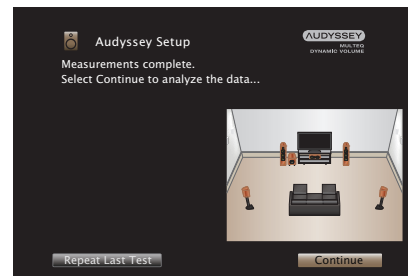 Audyssey Setup
AUDYSSEY
MULTEQ
DYNAMIC VOLUME
Measurements complete.
Select Continue to analyze the data...
Repeat Last Test
Continue